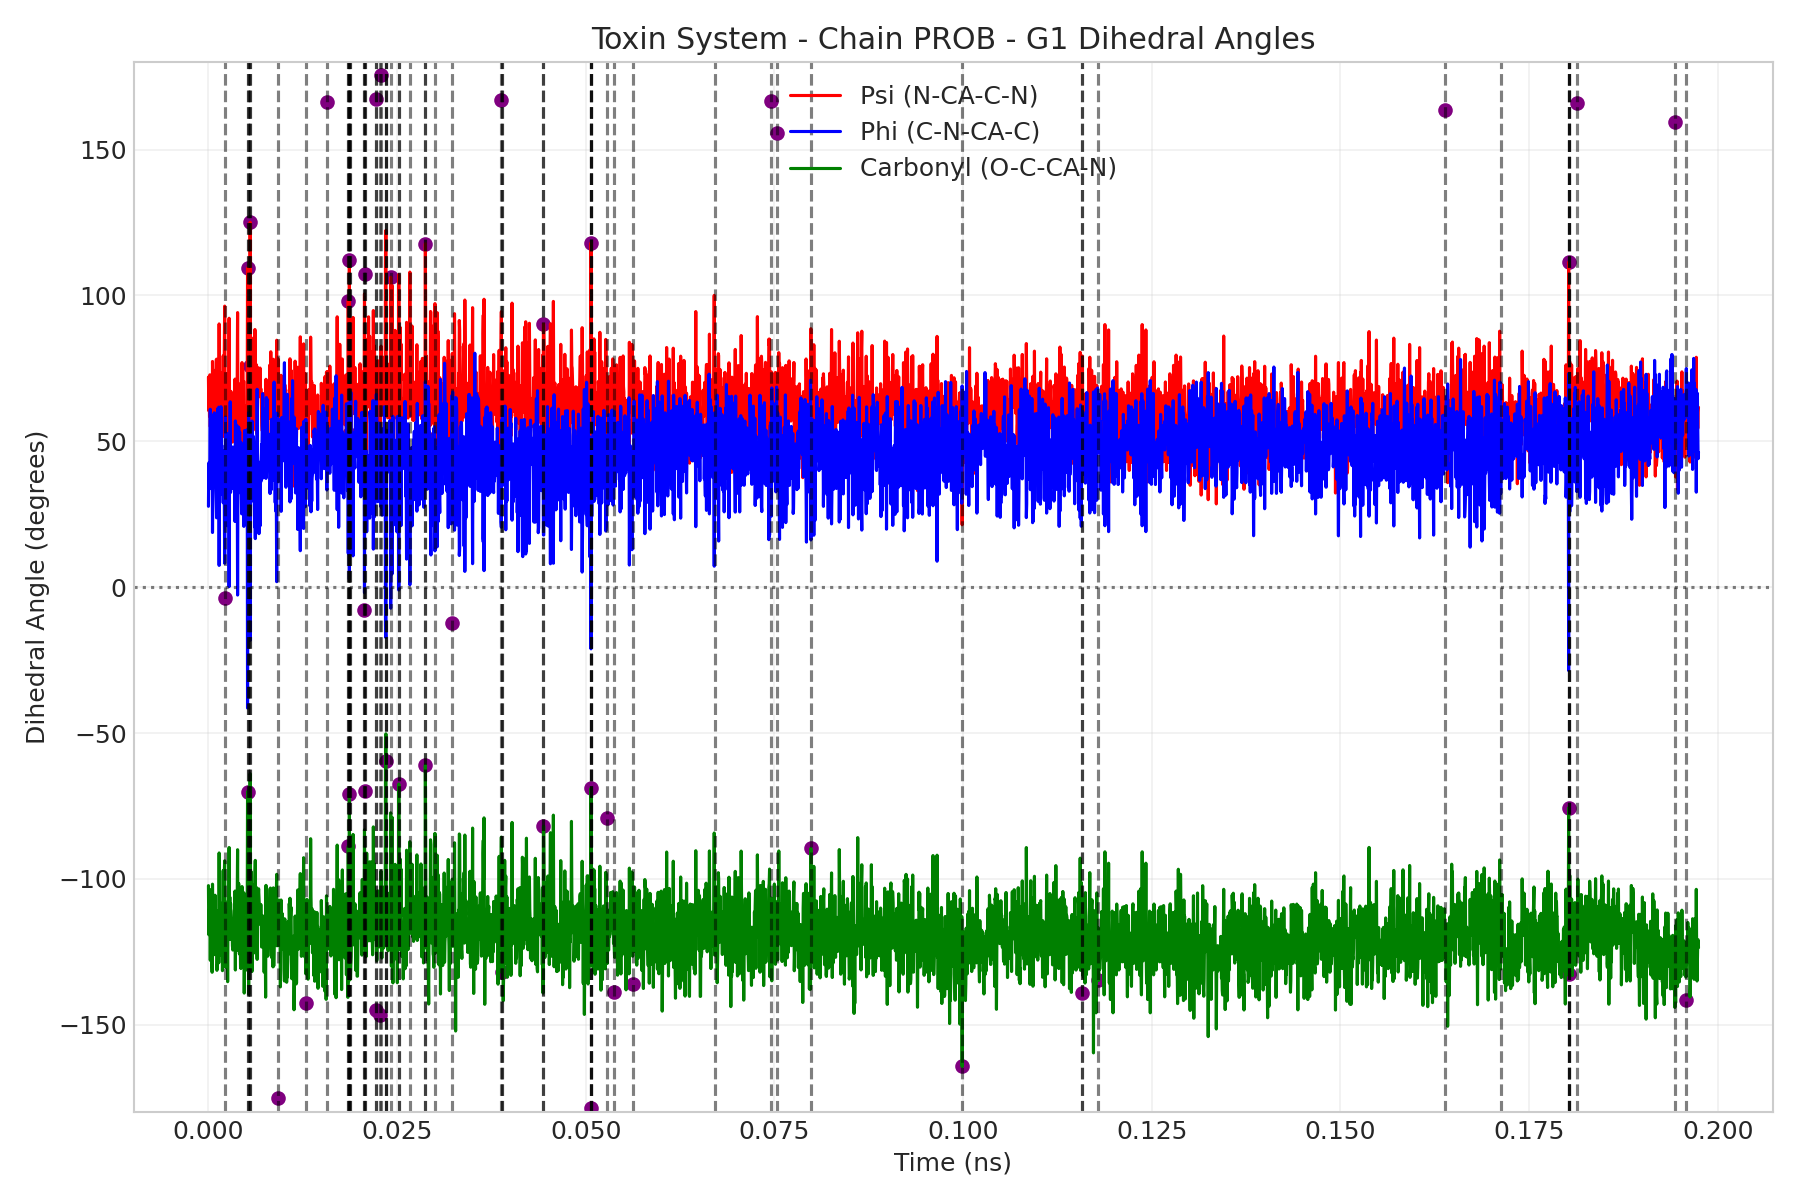 Toxin System - Chain PROB - G1 Dihedral Angles
Psi (N-CA-C-N)
Phi (C-N-CA-C)
Carbonyl (O-C-CA-N)
Dihedral Angle (degrees)
150
100
50
0
−50
−100
−150
0.000 0.025 0.050 0.075 0.100 0.125 0.150 0.175 0.200
Time (ns)